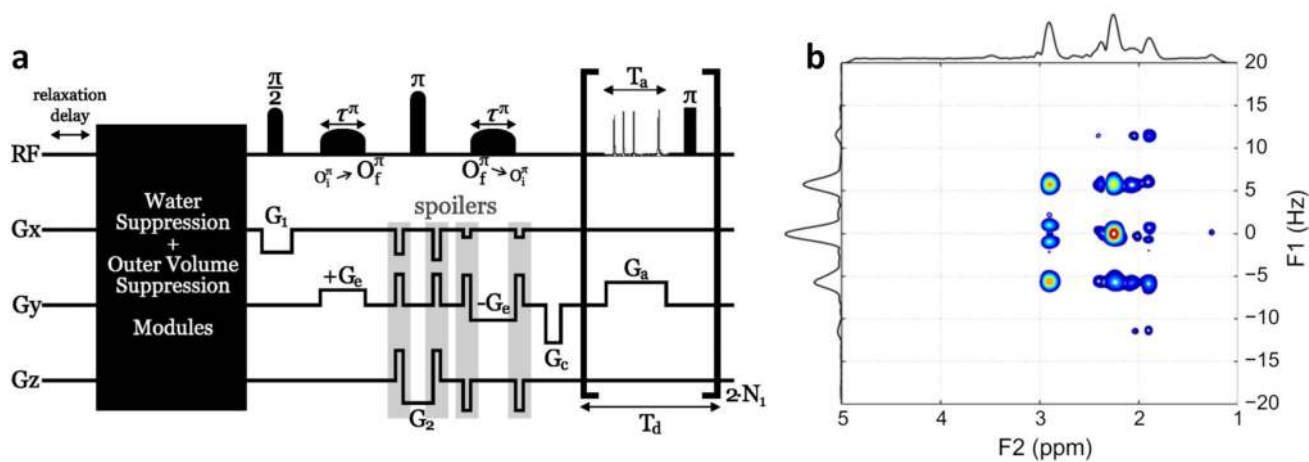 a
relaxation
delay
RF
π/2
τ^π
O_i^π → O_f^π
π
τ^π
O_f^π → O_i^π
T_a
π
Water
Suppression
+
Outer Volume
Suppression
Modules
spoilers
Gx
G_1
Gy
+G_e
-G_e
G_c
G_a
Gz
G_2
2·N_1
T_d
b
20
15
10
5
0
−5
−10
−15
−20
F1 (Hz)
5 4 3 2 1
F2 (ppm)